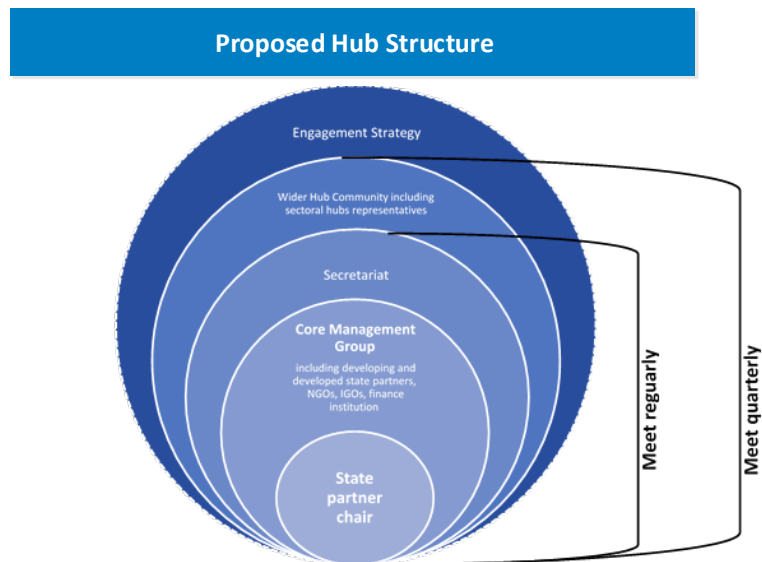 Proposed Hub Structure
Engagement Strategy
Wider Hub Community including
sectoral hubs representatives
Secretariat
Core Management
Group
including developing and
developed state partners,
NGOs, IGOs, finance
institution
State
partner
chair
Meet reguarly
Meet quarterly